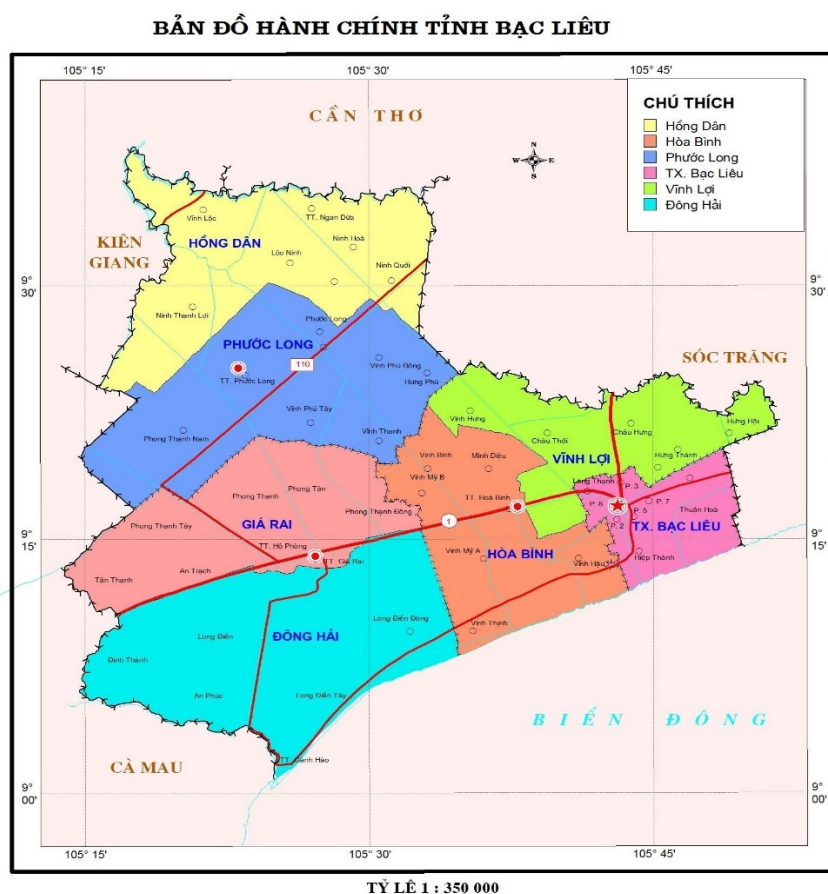 BẢN ĐỒ HÀNH CHÍNH TỈNH BẠC LIÊU
105° 15' 105° 30' 105° 45'
CẦN THƠ
CHÚ THÍCH
Hồng Dân
Hòa Bình
Phước Long
TX. Bạc Liêu
Vĩnh Lợi
Đông Hải
N
W E
S
Vĩnh Lộc
TT. Ngan Dừa
KIÊN
GIANG
HỒNG DÂN
Ninh Hoà
Lộc Ninh
Ninh Quới
9° 30'
9° 30'
Ninh Thạnh Lợi
Phước Long
PHƯỚC LONG
110
TT. Phước Long
Vĩnh Phú Đông
Hưng Phú
SÓC TRĂNG
Vĩnh Phú Tây
Vĩnh Hưng
Phong Thạnh Nam
Vĩnh Thanh
Châu Thới
Châu Hưng
Hưng Hội
Vĩnh Bình
Minh Diệu
VĨNH LỢI
Hưng Thành
Vĩnh Mỹ B
Phong Tân
Phong Thạnh
TT. Hoà Bình
P. 3
P. 7
P. 8
P. 5
P. 2
Thuận Hoà
Phong Thạnh Đông
Phong Thạnh Tây
GIÁ RAI
1
TX. BẠC LIÊU
9° 15'
9° 15'
TT. Hộ Phòng
TT. Giá Rai
Vĩnh Mỹ A
HÒA BÌNH
Hiệp Thành
Vĩnh Hậu
An Trạch
Tân Thạnh
Long Điền
ĐÔNG HẢI
Long Điền Đông
Vĩnh Thịnh
Định Thành
An Phúc
Long Điền Tây
BIỂN ĐÔNG
CÀ MAU
TT. Gành Hào
9° 00'
9° 00'
105° 15' 105° 30' 105° 45'
TỶ LỆ 1 : 350 000